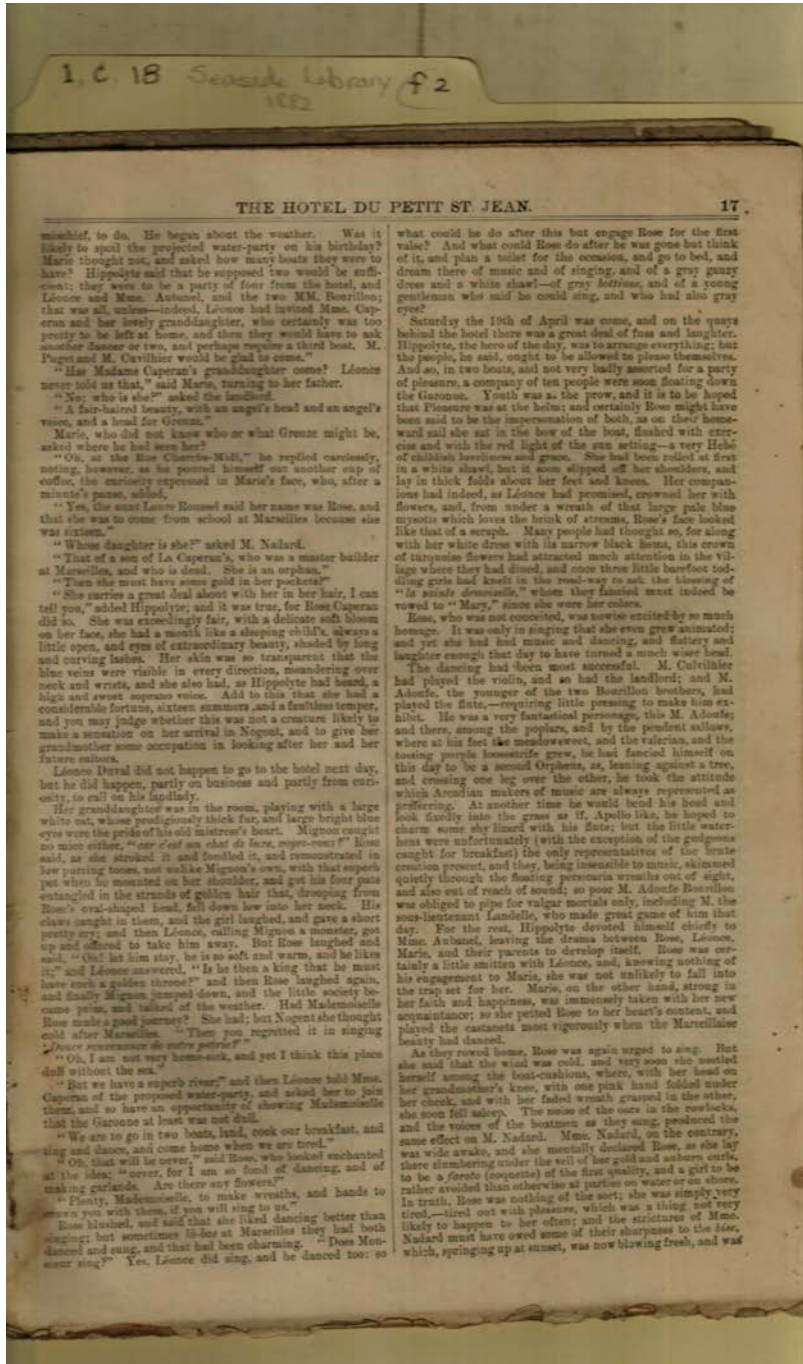 1. C. 18 Seaside Library f 2
1882
THE HOTEL DU PETIT ST. JEAN.
17
mischief, to do. He began about the weather. Was it
likely to spoil the projected water-party on his birthday?
Marie thought not, and asked how many boats they were to
have? Hippolyte said that he supposed two would be suffi-
cient; they were to be a party of four from the hotel, and
Léonce and Mme. Aubanel, and the two MM. Bourillon;
that was all, unless—indeed, Léonce had invited Mme. Cap-
eran and her lovely granddaughter, who certainly was too
pretty to be left at home, and then they would have to ask
another dancer or two, and perhaps require a third boat. M.
Puget and M. Cuvilhier would be glad to come."
"Has Madame Caperan's granddaughter come? Léonce
never told us that," said Marie, turning to her father.
"No; who is she?" asked the landlord.
"A fair-haired beauty, with an angel's head and an angel's
voice, and a head for Greuze."
Marie, who did not know who or what Greuze might be,
asked where he had seen her?
"Oh, at the Rue Cherche-Midi," he replied carelessly,
noting, however, as he poured himself out another cup of
coffee, the curiosity expressed in Marie's face, who, after a
minute's pause, added,
"Yes, the aunt Laure Roussel said her name was Rose, and
that she was to come from school at Marseilles because she
was sixteen."
"Whose daughter is she?" asked M. Nadard.
"That of a son of La Caperan's, who was a master builder
at Marseilles, and who is dead. She is an orphan."
"Then she must have some gold in her pockets?"
"She carries a great deal about with her in her hair, I can
tell you," added Hippolyte; and it was true, for Rose Caperan
did so. She was exceedingly fair, with a delicate soft bloom
on her face, she had a mouth like a sleeping child's, always a
little open, and eyes of extraordinary beauty, shaded by long
and curving lashes. Her skin was so transparent that the
blue veins were visible in every direction, meandering over
neck and wrists, and she also had, as Hippolyte had heard, a
high and sweet soprano voice. Add to this that she had a
considerable fortune, sixteen summers ,and a faultless temper,
and you may judge whether this was not a creature likely to
make a sensation on her arrival in Nogent, and to give her
grandmother some occupation in looking after her and her
future suitors.
Léonce Duval did not happen to go to the hotel next day,
but he did happen, partly on business and partly from curi-
osity, to call on his landlady.
Her granddaughter was in the room, playing with a large
white cat, whose prodigiously thick fur, and large bright blue
eyes were the pride of his old mistress's heart. Mignon caught
no mice either, "car c'est un chat de luxe, voyez-vous?" Rose
said, as she stroked it and fondled it, and remonstrated in
low purring tones, not unlike Mignon's own, with that superb
pet when he mounted on her shoulder, and got his four paws
entangled in the strands of golden hair that, drooping from
Rose's oval-shaped head, fell down low into her neck. His
claws caught in them, and the girl laughed, and gave a short
pretty cry; and then Léonce, calling Mignon a monster, got
up and offered to take him away. But Rose laughed and
said, "Oh! let him stay, he is so soft and warm, and he likes
it;" and Léonce answered, "Is he then a king that he must
have such a golden throne?" and then Rose laughed again,
and finally Mignon jumped down, and the little society be-
came prim, and talked of the weather. Had Mademoiselle
Rose made a good journey? She had; but Nogent she thought
cold after Marseilles. "Then you regretted it in singing
'Douce souvenance de notre patrie?'"
"Oh, I am not very home-sick, and yet I think this place
dull without the sea."
"But we have a superb river;" and then Léonce told Mme.
Caperan of the proposed water-party, and asked her to join
them, and so have an opportunity of showing Mademoiselle
that the Garonne at least was not dull.
"We are to go in two boats, land, cook our breakfast, and
sing and dance, and come home when we are tired."
"Oh, that will be never," said Rose, who looked enchanted
at the idea; "never, for I am so fond of dancing, and of
making garlands. Are there any flowers?"
"Plenty, Mademoiselle, to make wreaths, and hands to
crown you with them, if you will sing to us."
Rose blushed, and said that she liked dancing better than
singing; but sometimes là-bas at Marseilles they had both
danced and sung, and that had been charming. "Does Mon-
sieur sing?" Yes, Léonce did sing, and he danced too: so
what could he do after this but engage Rose for the first
valse? And what could Rose do after he was gone but think
of it, and plan a toilet for the occasion, and go to bed, and
dream there of music and of singing, and of a gray gauzy
dress and a white shawl—of gray bottines, and of a young
gentleman who said he could sing, and who had also gray
eyes?
Saturday the 19th of April was come, and on the quays
behind the hotel there was a great deal of fuss and laughter.
Hippolyte, the hero of the day, was to arrange everything; but
the people, he said, ought to be allowed to please themselves.
And so, in two boats, and not very badly assorted for a party
of pleasure, a company of ten people were soon floating down
the Garonne. Youth was at the prow, and it is to be hoped
that Pleasure was at the helm; and certainly Rose might have
been said to be the impersonation of both, as on their home-
ward sail she sat in the bow of the boat, flushed with exer-
cise and with the red light of the sun setting—a very Hebé
of childish loveliness and grace. She had been rolled at first
in a white shawl, but it soon slipped off her shoulders, and
lay in thick folds about her feet and knees. Her compan-
ions had indeed, as Léonce had promised, crowned her with
flowers, and, from under a wreath of that large pale blue
mysotis which loves the brink of streams, Rose's face looked
like that of a seraph. Many people had thought so, for along
with her white dress with its narrow black hems, this crown
of turquoise flowers had attracted much attention in the vil-
lage where they had dined, and once three little barefoot tod-
dling girls had knelt in the road-way to ask the blessing of
"la sainte demoiselle," whom they fancied must indeed be
vowed to "Mary," since she wore her colors.
Rose, who was not conceited, was nowise excited by so much
homage. It was only in singing that she even grew animated;
and yet she had had music and dancing, and flattery and
laughter enough that day to have turned a much wiser head.
The dancing had been most successful. M. Cuivilhier
had played the violin, and so had the landlord; and M.
Adonfe, the younger of the two Bourillon brothers, had
played the flute,—requiring little pressing to make him ex-
hibit. He was a very fantastical personage, this M. Adonfe;
and there, among the poplars, and by the pendent sallows,
where at his feet the meadowsweet, and the valerian, and the
tossing purple loosestrife grew, he had fancied himself on
this day to be a second Orpheus, as, leaning against a tree,
and crossing one leg over the other, he took the attitude
which Arcadian makers of music are always represented as
preferring. At another time he would bend his head and
look fixedly into the grass as if, Apollo like, he hoped to
charm some shy lizard with his flute; but the little water-
hens were unfortunately (with the exception of the gudgeons
caught for breakfast) the only representatives of the brute
creation present, and they, being insensible to music, skimmed
quietly through the floating persicaria wreaths out of sight,
and also out of reach of sound; so poor M. Adonfe Bourillon
was obliged to pipe for vulgar mortals only, including M. the
sous-lieutenant Landelle, who made great game of him that
day. For the rest, Hippolyte devoted himself chiefly to
Mme. Aubanel, leaving the drama between Rose, Léonce,
Marie, and their parents to develop itself. Rose was cer-
tainly a little smitten with Léonce, and, knowing nothing of
his engagement to Marie, she was not unlikely to fall into
the trap set for her. Marie, on the other hand, strong in
her faith and happiness, was immensely taken with her new
acquaintance; so she petted Rose to her heart's content, and
played the castanets most vigorously when the Marseillaise
beauty had danced.
As they rowed home, Rose was again urged to sing. But
she said that the wind was cold, and very soon she nestled
herself among the boat-cushions, where, with her head on
her grandmother's knee, with one pink hand folded under
her cheek, and with her faded wreath grasped in the other,
she soon fell asleep. The noise of the oars in the rowlocks,
and the voices of the boatmen as they sung, produced the
same effect on M. Nadard. Mme. Nadard, on the contrary,
was wide awake, and she mentally declared Rose, as she lay
there slumbering under the veil of her gold and auburn curls,
to be a faroto (coquette) of the first quality, and a girl to be
rather avoided than otherwise at parties on water or on shore.
In truth, Rose was nothing of the sort; she was simply very
tired,—tired out with pleasure, which was a thing not very
likely to happen to her often; and the strictures of Mme.
Nadard must have owed some of their sharpness to the bise,
which, springing up at sunset, was now blowing fresh, and was